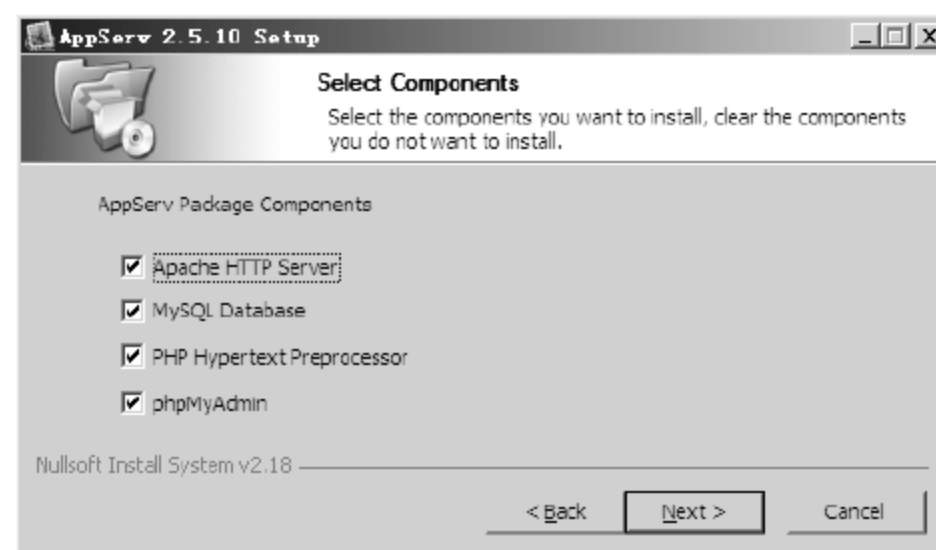 AppServ 2.5.10 Setup
Select Components
Select the components you want to install, clear the components
you do not want to install.
AppServ Package Components
Apache HTTP Server
MySQL Database
PHP Hypertext Preprocessor
phpMyAdmin
Nullsoft Install System v2.18
< Back
Next >
Cancel